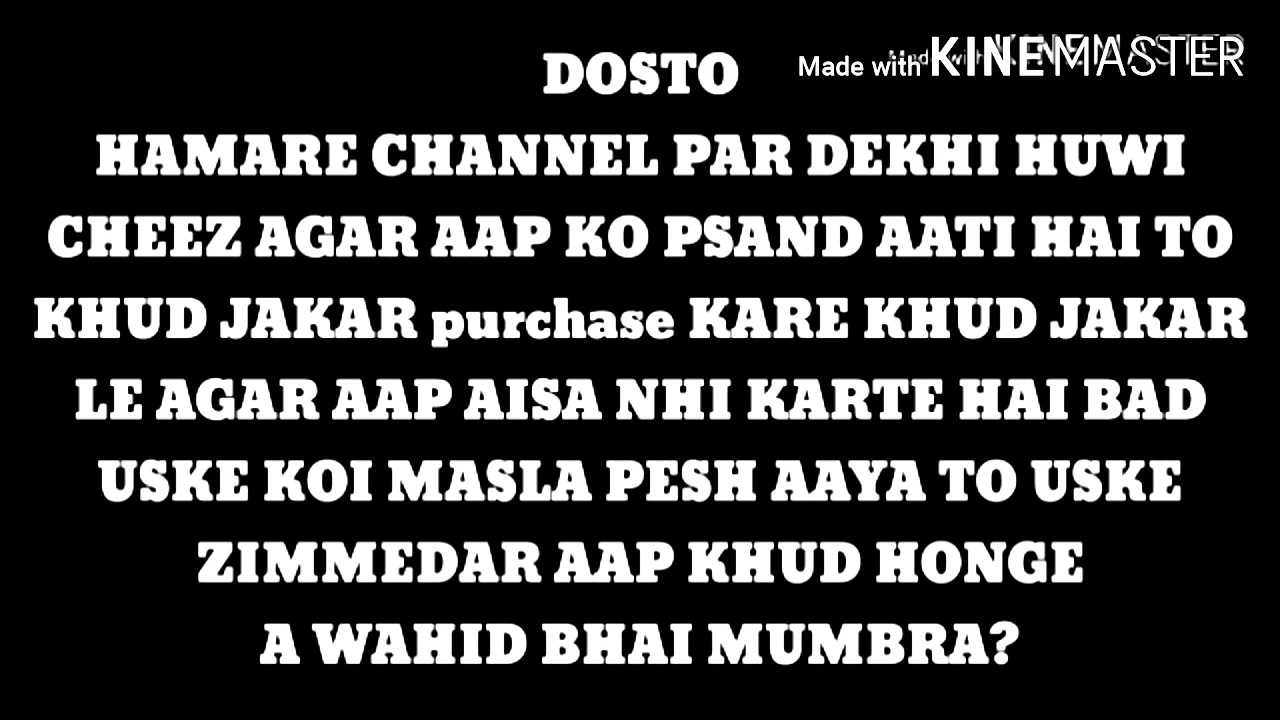 Made with KINEMASTER
DOSTO
HAMARE CHANNEL PAR DEKHI HUWI
CHEEZ AGAR AAP KO PSAND AATI HAI TO
KHUD JAKAR purchase KARE KHUD JAKAR
LE AGAR AAP AISA NHI KARTE HAI BAD
USKE KOI MASLA PESH AAYA TO USKE
ZIMMEDAR AAP KHUD HONGE
A WAHID BHAI MUMBRA?